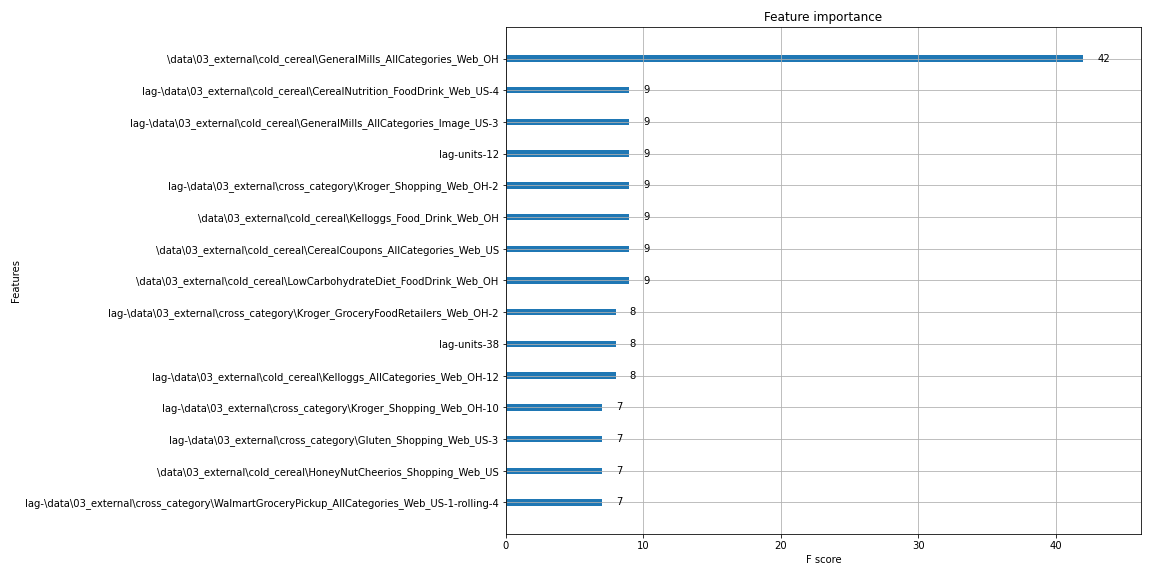 Feature importance
\data\03_external\cold_cereal\GeneralMills_AllCategories_Web_OH 42
lag-\data\03_external\cold_cereal\CerealNutrition_FoodDrink_Web_US-4 9
lag-\data\03_external\cold_cereal\GeneralMills_AllCategories_Image_US-3 9
lag-units-12 9
lag-\data\03_external\cross_category\Kroger_Shopping_Web_OH-2 9
\data\03_external\cold_cereal\Kelloggs_Food_Drink_Web_OH 9
\data\03_external\cold_cereal\CerealCoupons_AllCategories_Web_US 9
\data\03_external\cold_cereal\LowCarbohydrateDiet_FoodDrink_Web_OH 9
lag-\data\03_external\cross_category\Kroger_GroceryFoodRetailers_Web_OH-2 8
lag-units-38 8
lag-\data\03_external\cold_cereal\Kelloggs_AllCategories_Web_OH-12 8
lag-\data\03_external\cross_category\Kroger_Shopping_Web_OH-10 7
lag-\data\03_external\cross_category\Gluten_Shopping_Web_US-3 7
\data\03_external\cold_cereal\HoneyNutCheerios_Shopping_Web_US 7
lag-\data\03_external\cross_category\WalmartGroceryPickup_AllCategories_Web_US-1-rolling-4 7
Features
0 10 20 30 40
F score